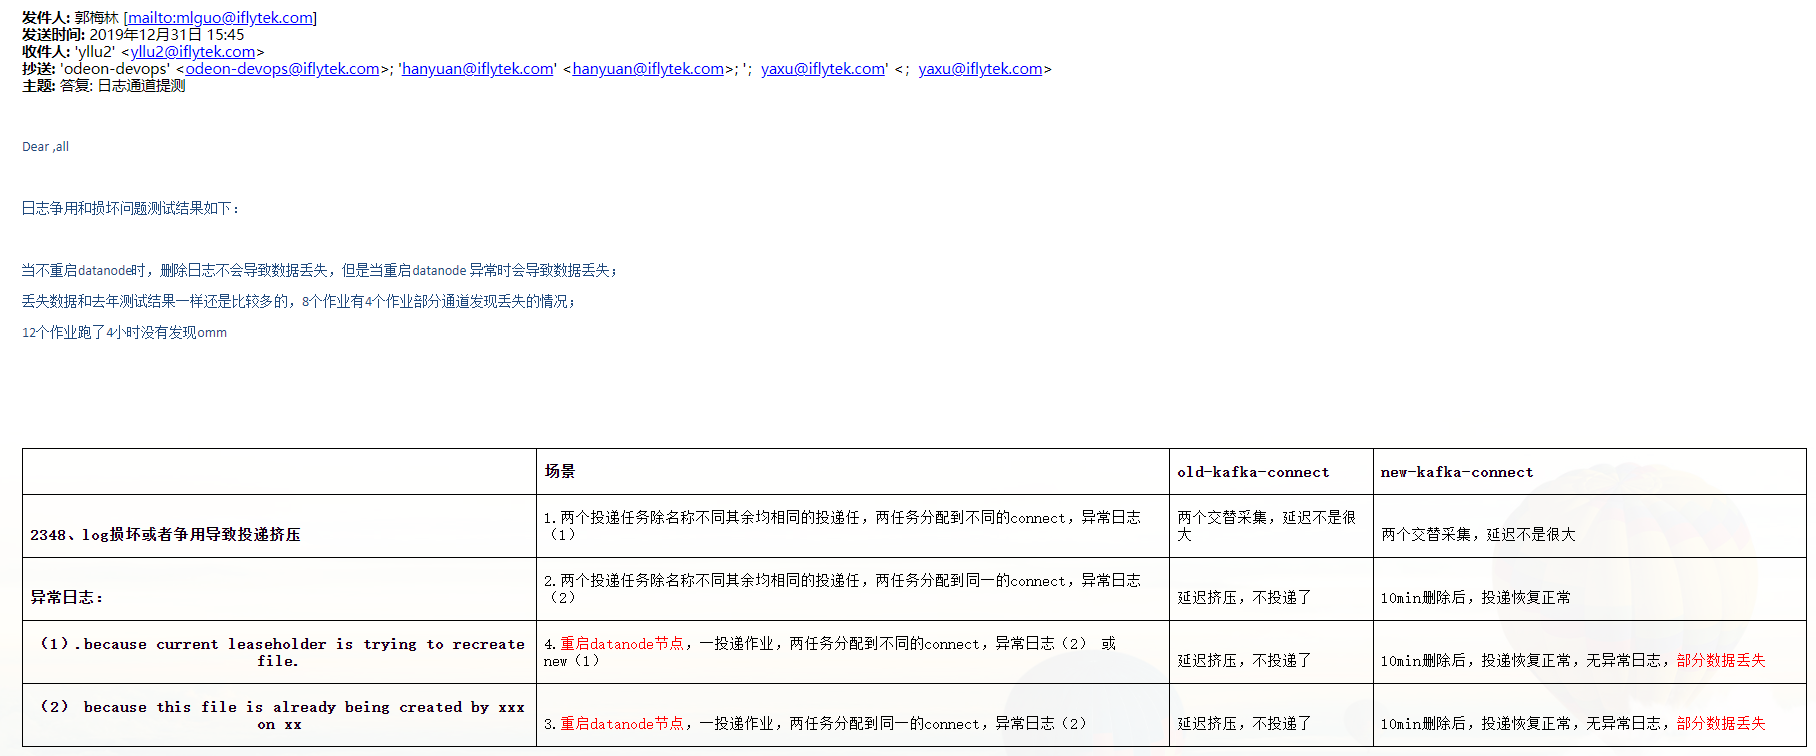 发件人: 郭梅林 [mailto:mlguo@iflytek.com]
发送时间: 2019年12月31日 15:45
收件人: 'yllu2' <yllu2@iflytek.com>
抄送: 'odeon-devops' <odeon-devops@iflytek.com>; 'hanyuan@iflytek.com' <hanyuan@iflytek.com>; '; yaxu@iflytek.com' <; yaxu@iflytek.com>
主题: 答复: 日志通道提测
Dear ,all
日志争用和损坏问题测试结果如下：
当不重启datanode时，删除日志不会导致数据丢失，但是当重启datanode 异常时会导致数据丢失；
丢失数据和去年测试结果一样还是比较多的，8个作业有4个作业部分通道发现丢失的情况；
12个作业跑了4小时没有发现omm
场景 old-kafka-connect new-kafka-connect
2348、log损坏或者争用导致投递挤压
1.两个投递任务除名称不同其余均相同的投递任，两任务分配到不同的connect，异常日志
（1）
两个交替采集，延迟不是很
大
两个交替采集，延迟不是很大
异常日志：
2.两个投递任务除名称不同其余均相同的投递任，两任务分配到同一的connect，异常日志
（2）
延迟挤压，不投递了
10min删除后，投递恢复正常
（1）.because current leaseholder is trying to recreate
file.
4.重启datanode节点，一投递作业，两任务分配到不同的connect，异常日志（2） 或
new（1）
延迟挤压，不投递了
10min删除后，投递恢复正常，无异常日志，部分数据丢失
（2） because this file is already being created by xxx
on xx
3.重启datanode节点，一投递作业，两任务分配到同一的connect，异常日志（2）
延迟挤压，不投递了
10min删除后，投递恢复正常，无异常日志，部分数据丢失